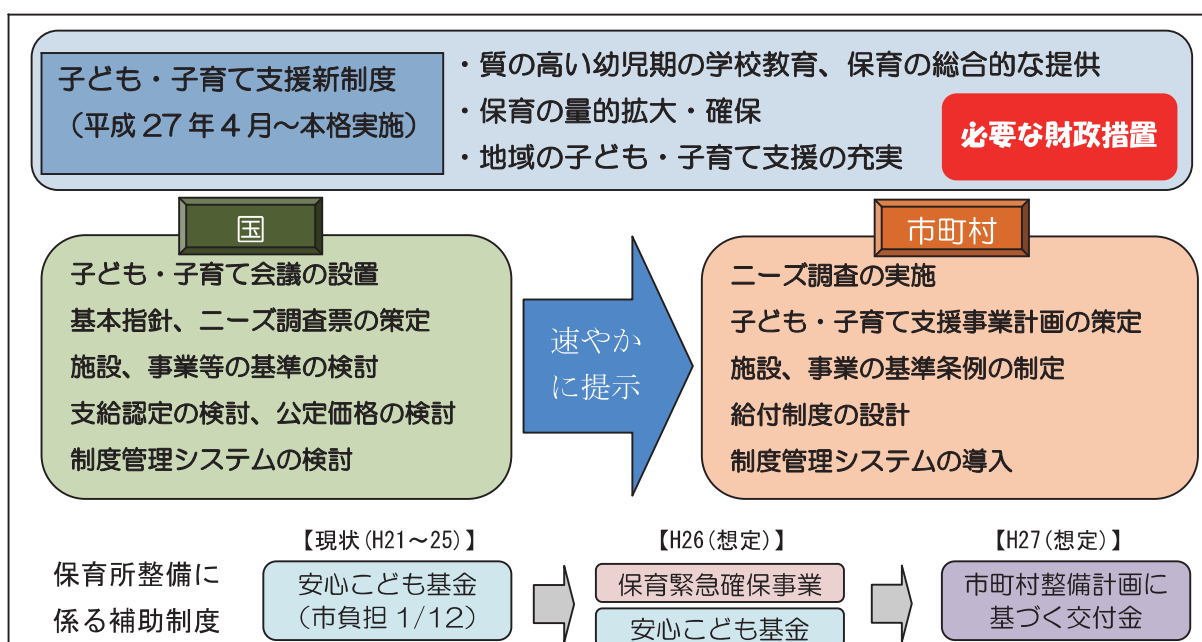 子ども・子育て支援新制度
（平成27年4月～本格実施）
・質の高い幼児期の学校教育、保育の総合的な提供
・保育の量的拡大・確保
・地域の子ども・子育て支援の充実
必要な財政措置
国
子ども・子育て会議の設置
基本指針、ニーズ調査票の策定
施設、事業等の基準の検討
支給認定の検討、公定価格の検討
制度管理システムの検討
速やか
に提示
市町村
ニーズ調査の実施
子ども・子育て支援事業計画の策定
施設、事業の基準条例の制定
給付制度の設計
制度管理システムの導入
保育所整備に
係る補助制度
【現状(H21～25)】
安心こども基金
（市負担1/12）
【H26(想定)】
保育緊急確保事業
安心こども基金
【H27(想定)】
市町村整備計画に
基づく交付金